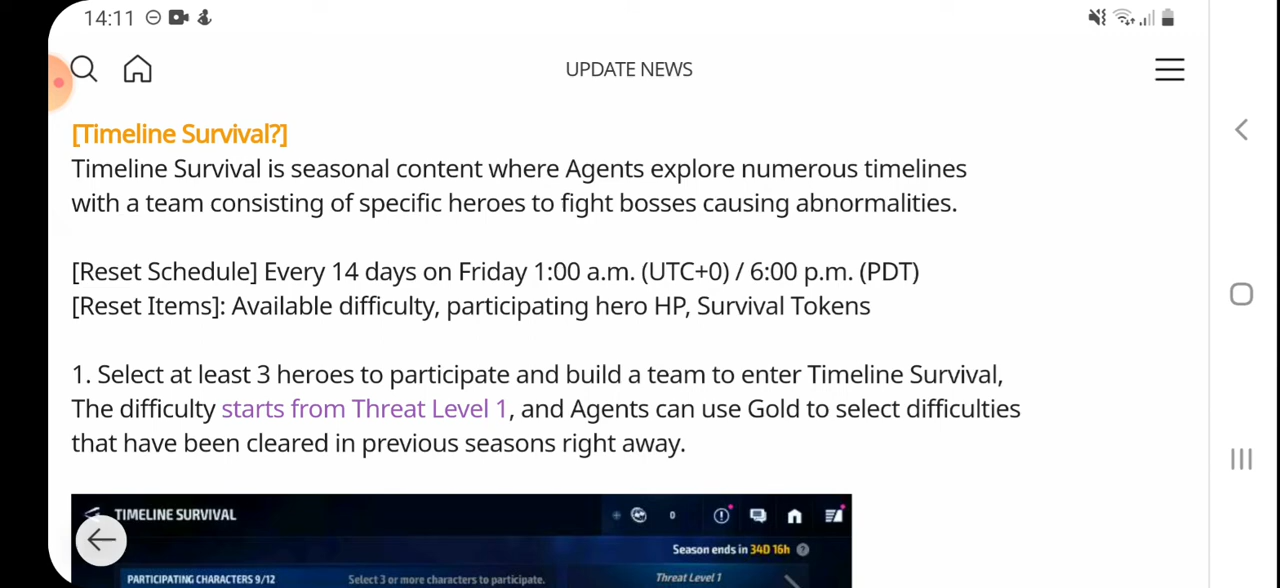 14:11
UPDATE NEWS
[Timeline Survival?]
Timeline Survival is seasonal content where Agents explore numerous timelines
with a team consisting of specific heroes to fight bosses causing abnormalities.
[Reset Schedule] Every 14 days on Friday 1:00 a.m. (UTC+0) / 6:00 p.m. (PDT)
[Reset Items]: Available difficulty, participating hero HP, Survival Tokens
1. Select at least 3 heroes to participate and build a team to enter Timeline Survival,
The difficulty starts from Threat Level 1, and Agents can use Gold to select difficulties
that have been cleared in previous seasons right away.
TIMELINE SURVIVAL 0
Season ends in 34D 16h ?
PARTICIPATING CHARACTERS 9/12 Select 3 or more characters to participate. Threat Level 1